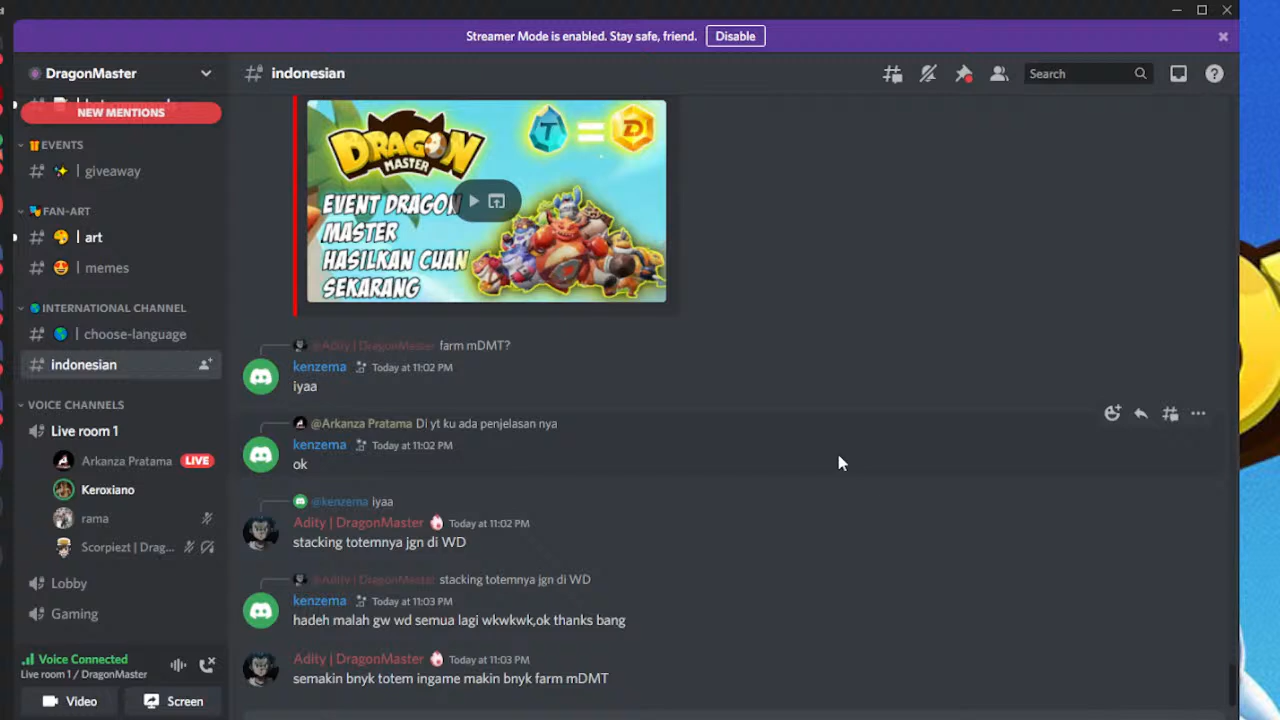 Streamer Mode is enabled. Stay safe, friend.
Disable
DragonMaster
indonesian
Search
NEW MENTIONS
EVENTS
| giveaway
FAN-ART
| art
| memes
INTERNATIONAL CHANNEL
| choose-language
indonesian
VOICE CHANNELS
Live room 1
Arkanza Pratama LIVE
Keroxiano
rama
Scorpiezt | Drag...
Lobby
Gaming
Voice Connected
Live room 1 / DragonMaster
Video
Screen
DRAGON
MASTER
T = D
EVENT DRAGON
MASTER
HASILKAN CUAN
SEKARANG
@Adity | DragonMaster farm mDMT?
kenzema Today at 11:02 PM
iyaa
@Arkanza Pratama Di yt ku ada penjelasan nya
kenzema Today at 11:02 PM
ok
@kenzema iyaa
Adity | DragonMaster Today at 11:02 PM
stacking totemnya jgn di WD
@Adity | DragonMaster stacking totemnya jgn di WD
kenzema Today at 11:03 PM
hadeh malah gw wd semua lagi wkwkwk,ok thanks bang
Adity | DragonMaster Today at 11:03 PM
semakin bnyk totem ingame makin bnyk farm mDMT